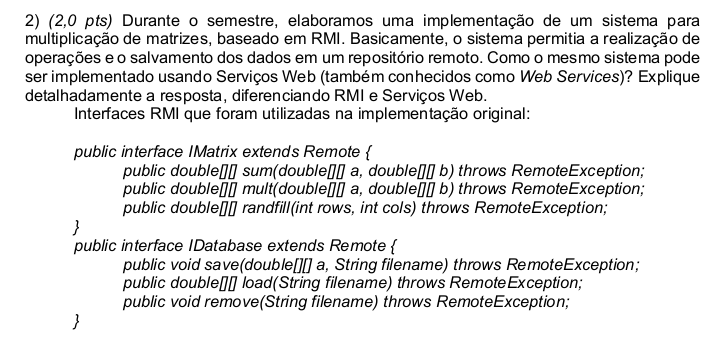 2) (2,0 pts) Durante o semestre, elaboramos uma implementação de um sistema para
multiplicação de matrizes, baseado em RMI. Basicamente, o sistema permitia a realização de
operações e o salvamento dos dados em um repositório remoto. Como o mesmo sistema pode
ser implementado usando Serviços Web (também conhecidos como Web Services)? Explique
detalhadamente a resposta, diferenciando RMI e Serviços Web.
Interfaces RMI que foram utilizadas na implementação original:
public interface IMatrix extends Remote {
public double[][] sum(double[][] a, double[][] b) throws RemoteException;
public double[][] mult(double[][] a, double[][] b) throws RemoteException;
public double[][] randfill(int rows, int cols) throws RemoteException;
}
public interface IDatabase extends Remote {
public void save(double[][] a, String filename) throws RemoteException;
public double[][] load(String filename) throws RemoteException;
public void remove(String filename) throws RemoteException;
}